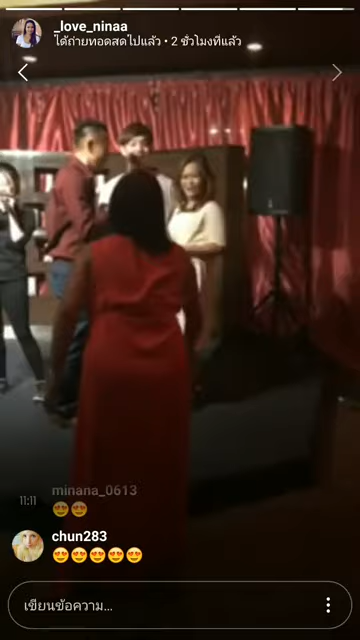 _love_ninaa
ได้ถ่ายทอดสดไปแล้ว • 2 ชั่วโมงที่แล้ว
minana_0613
11:11
😍😍
chun283
😍😍😍😍😍
เขียนข้อความ...